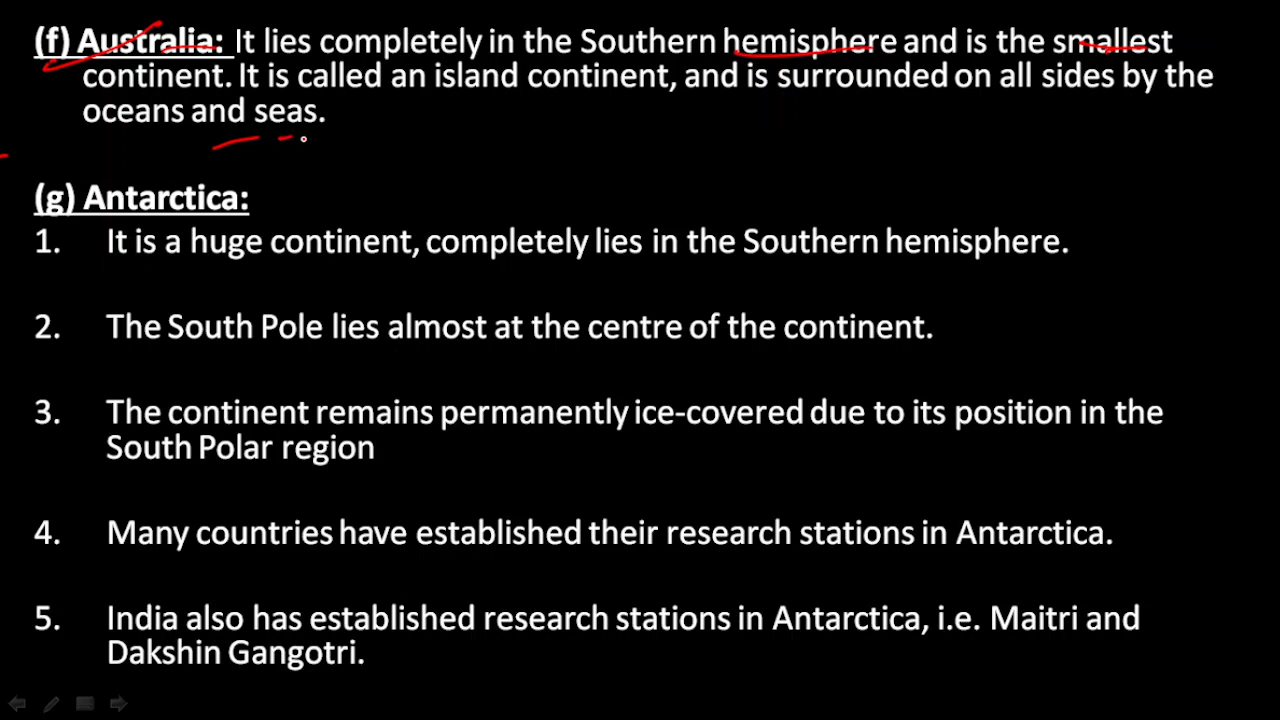 (f) Australia: It lies completely in the Southern hemisphere and is the smallest
continent. It is called an island continent, and is surrounded on all sides by the
oceans and seas.
(g) Antarctica:
1. It is a huge continent, completely lies in the Southern hemisphere.
2. The South Pole lies almost at the centre of the continent.
3. The continent remains permanently ice-covered due to its position in the
South Polar region
4. Many countries have established their research stations in Antarctica.
5. India also has established research stations in Antarctica, i.e. Maitri and
Dakshin Gangotri.